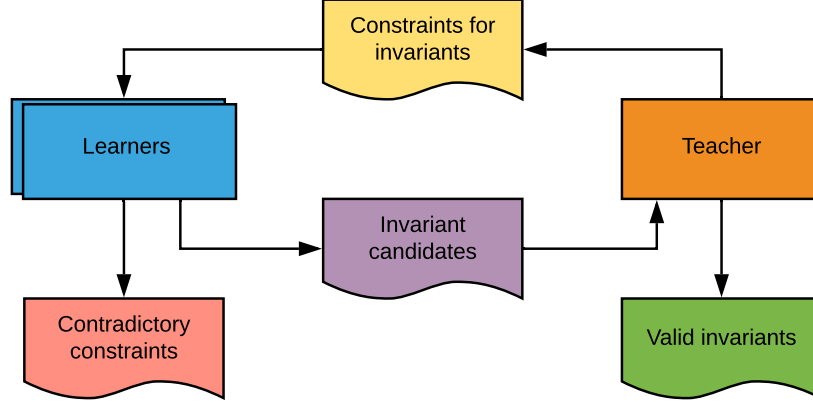 Constraints for
invariants
Learners
Teacher
Invariant
candidates
Contradictory
constraints
Valid invariants